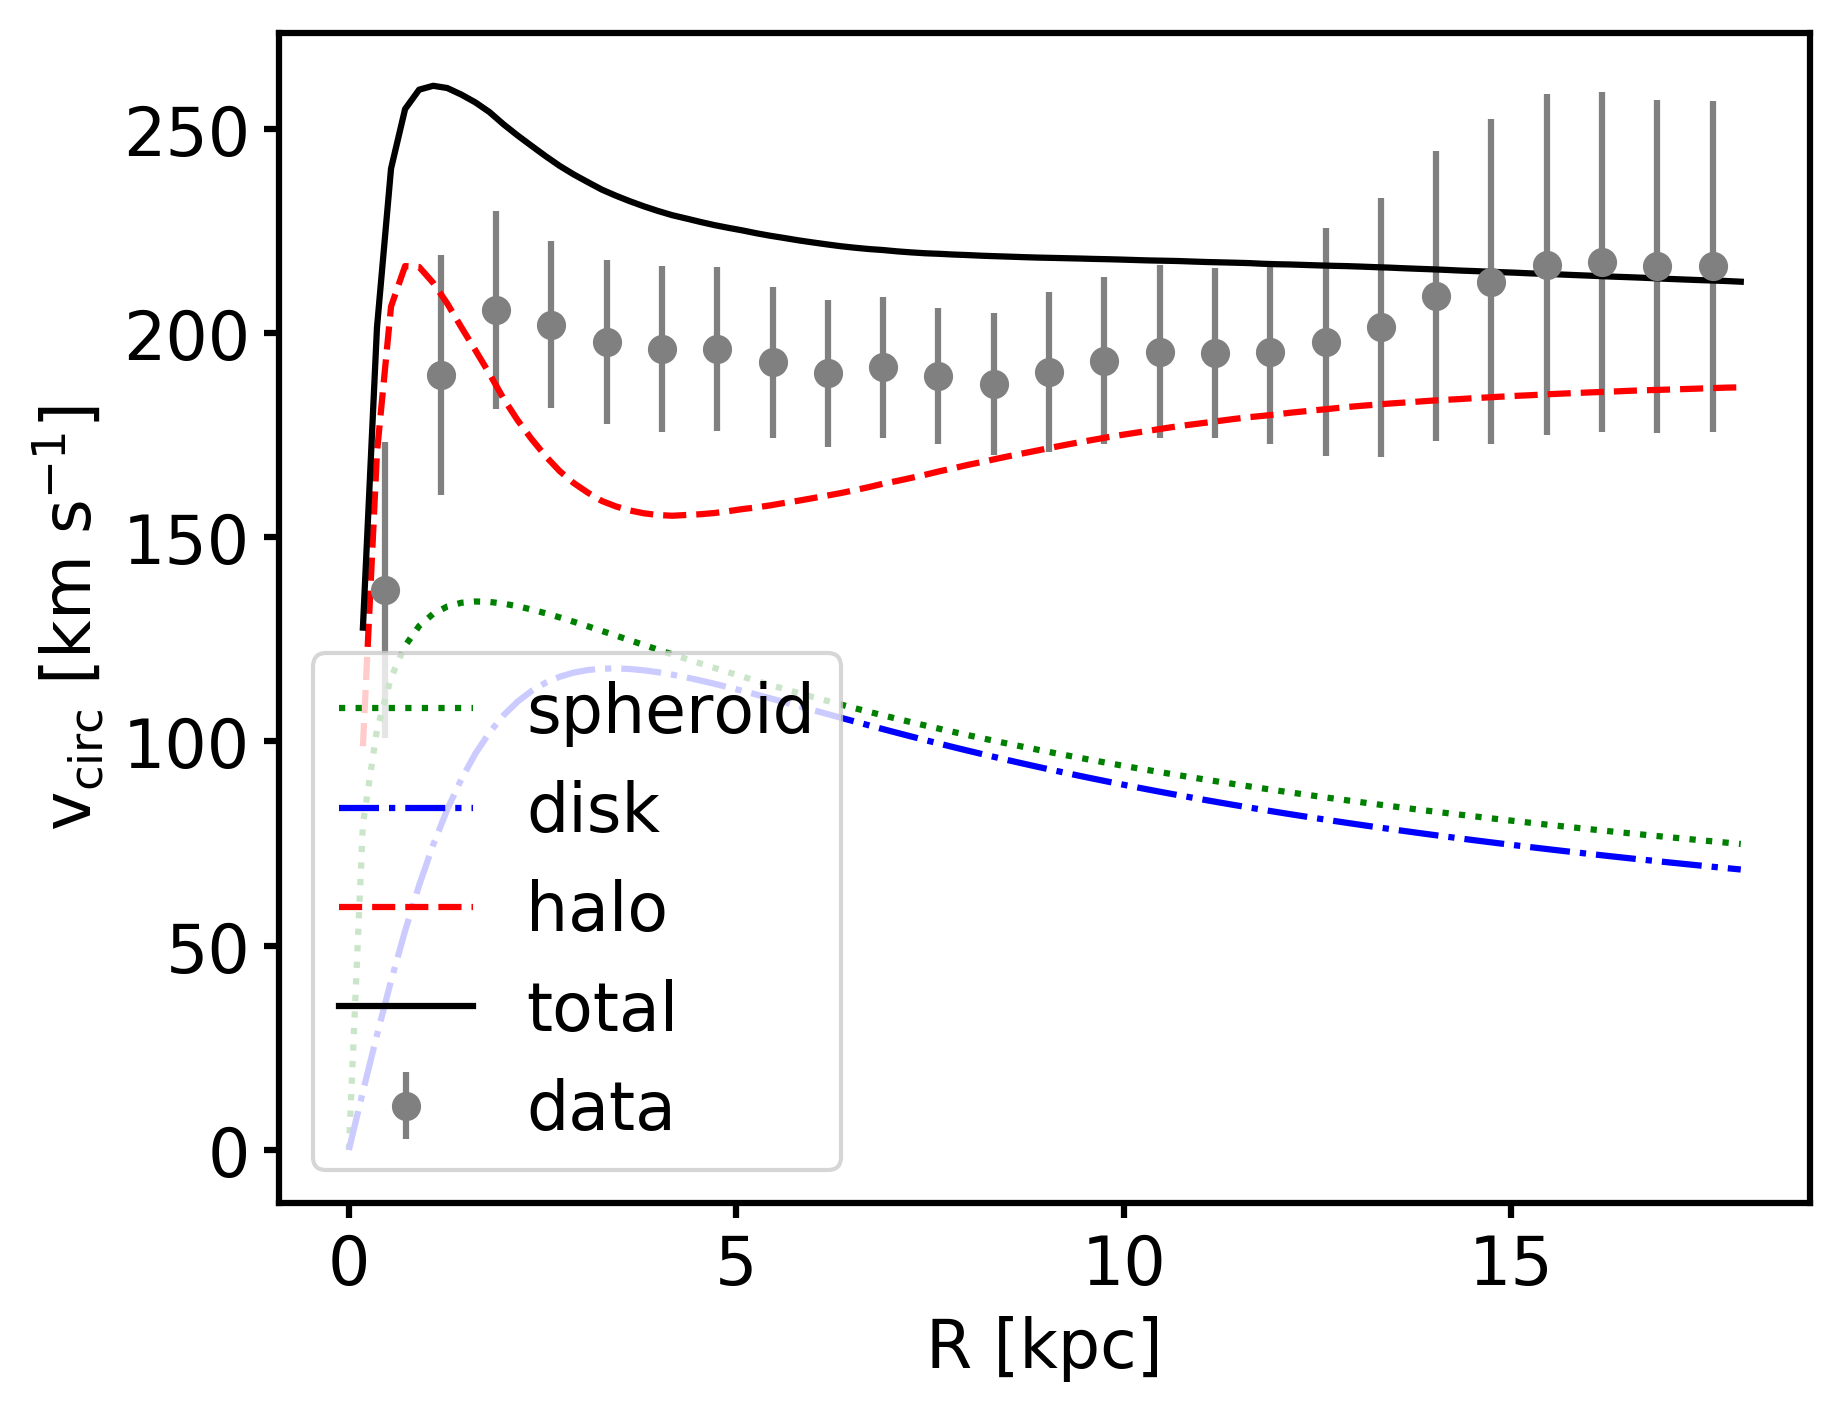 250
200
150
100
50
0
v_circ [km s⁻¹]
spheroid
disk
halo
total
data
0 5 10 15
R [kpc]